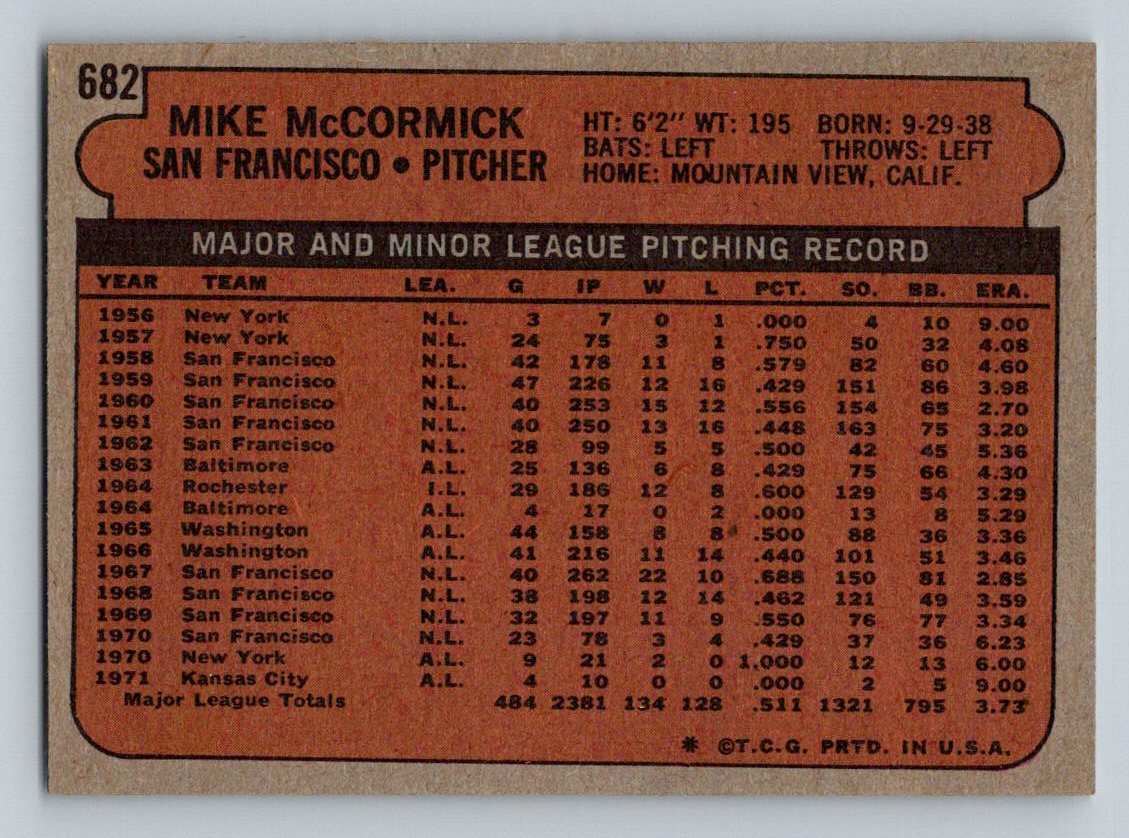 682
MIKE McCORMICK
SAN FRANCISCO • PITCHER
HT: 6'2" WT: 195 BORN: 9-29-38
BATS: LEFT THROWS: LEFT
HOME: MOUNTAIN VIEW, CALIF.
MAJOR AND MINOR LEAGUE PITCHING RECORD
YEAR TEAM LEA. G IP W L PCT. SO. BB. ERA.
1956 New York N.L. 3 7 0 1 .000 4 10 9.00
1957 New York N.L. 24 75 3 1 .750 50 32 4.08
1958 San Francisco N.L. 42 178 11 8 .579 82 60 4.60
1959 San Francisco N.L. 47 226 12 16 .429 151 86 3.98
1960 San Francisco N.L. 40 253 15 12 .556 154 65 2.70
1961 San Francisco N.L. 40 250 13 16 .448 163 75 3.20
1962 San Francisco N.L. 28 99 5 5 .500 42 45 5.36
1963 Baltimore A.L. 25 136 6 8 .429 75 66 4.30
1964 Rochester I.L. 29 186 12 8 .600 129 54 3.29
1964 Baltimore A.L. 4 17 0 2 .000 13 8 5.29
1965 Washington A.L. 44 158 8 8 .500 88 36 3.36
1966 Washington A.L. 41 216 11 14 .440 101 51 3.46
1967 San Francisco N.L. 40 262 22 10 .688 150 81 2.85
1968 San Francisco N.L. 38 198 12 14 .462 121 49 3.59
1969 San Francisco N.L. 32 197 11 9 .550 76 77 3.34
1970 San Francisco N.L. 23 78 3 4 .429 37 36 6.23
1970 New York A.L. 9 21 2 0 1,000 12 13 6.00
1971 Kansas City A.L. 4 10 0 0 .000 2 5 9.00
Major League Totals 484 2381 134 128 .511 1321 795 3.73
* ©T.C.G. PRTD. IN U.S.A.